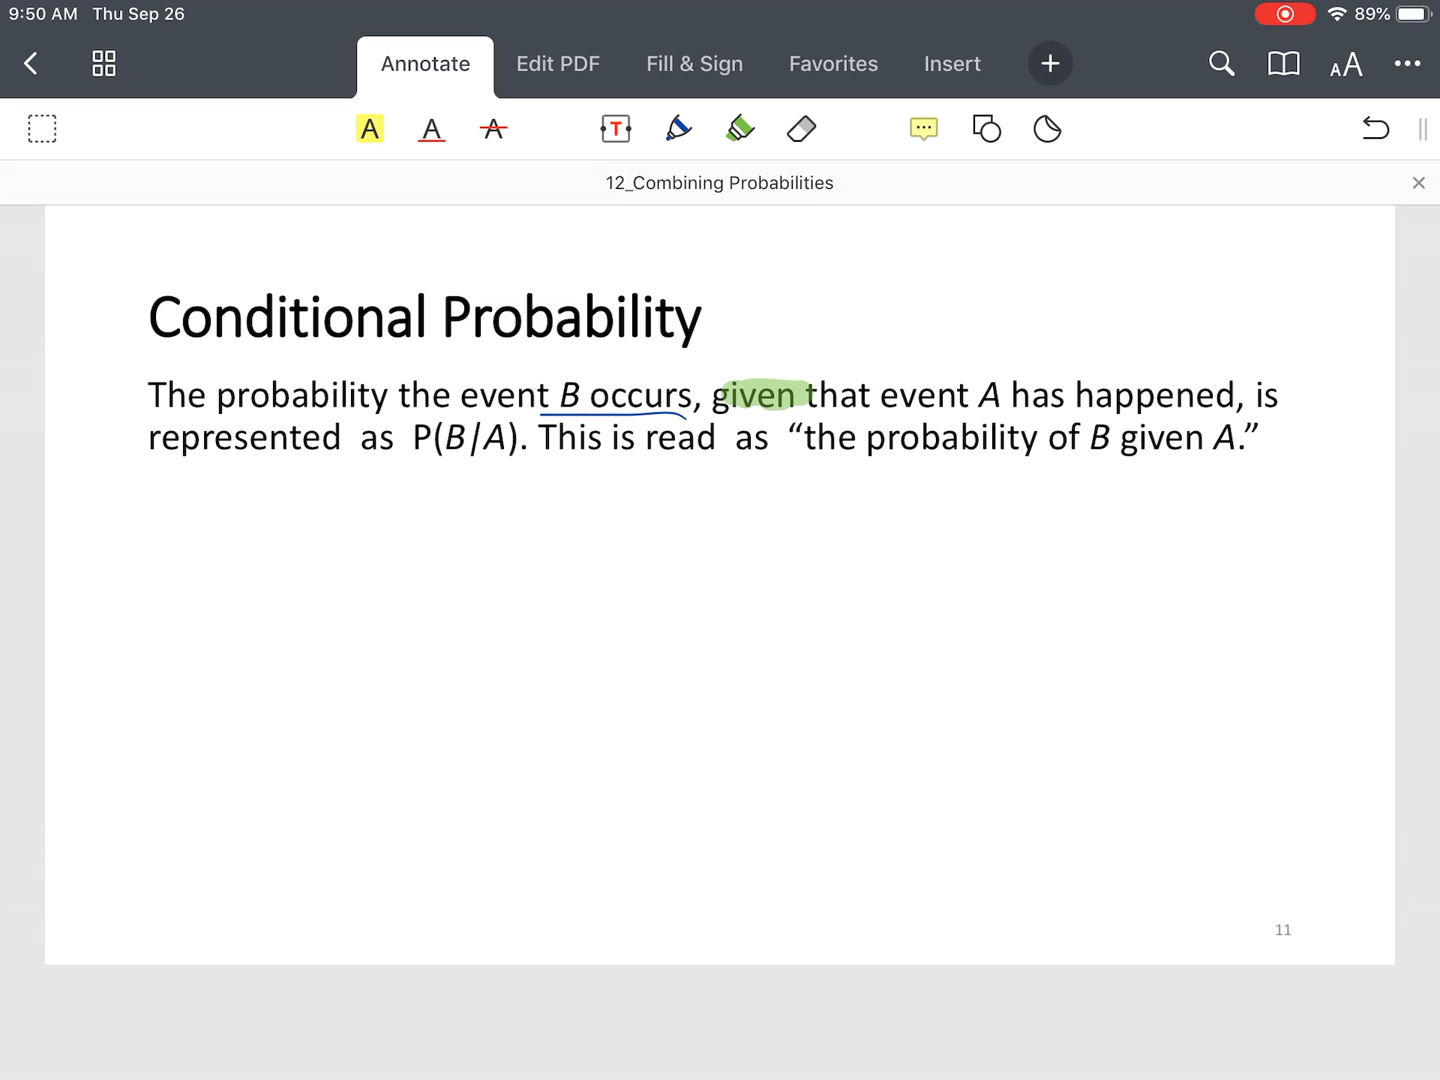 9:50 AM Thu Sep 26 89%
Annotate Edit PDF Fill & Sign Favorites Insert
A A A T AA
12_Combining Probabilities
Conditional Probability
The probability the event B occurs, given that event A has happened, is
represented as P(B/A). This is read as “the probability of B given A.”
11